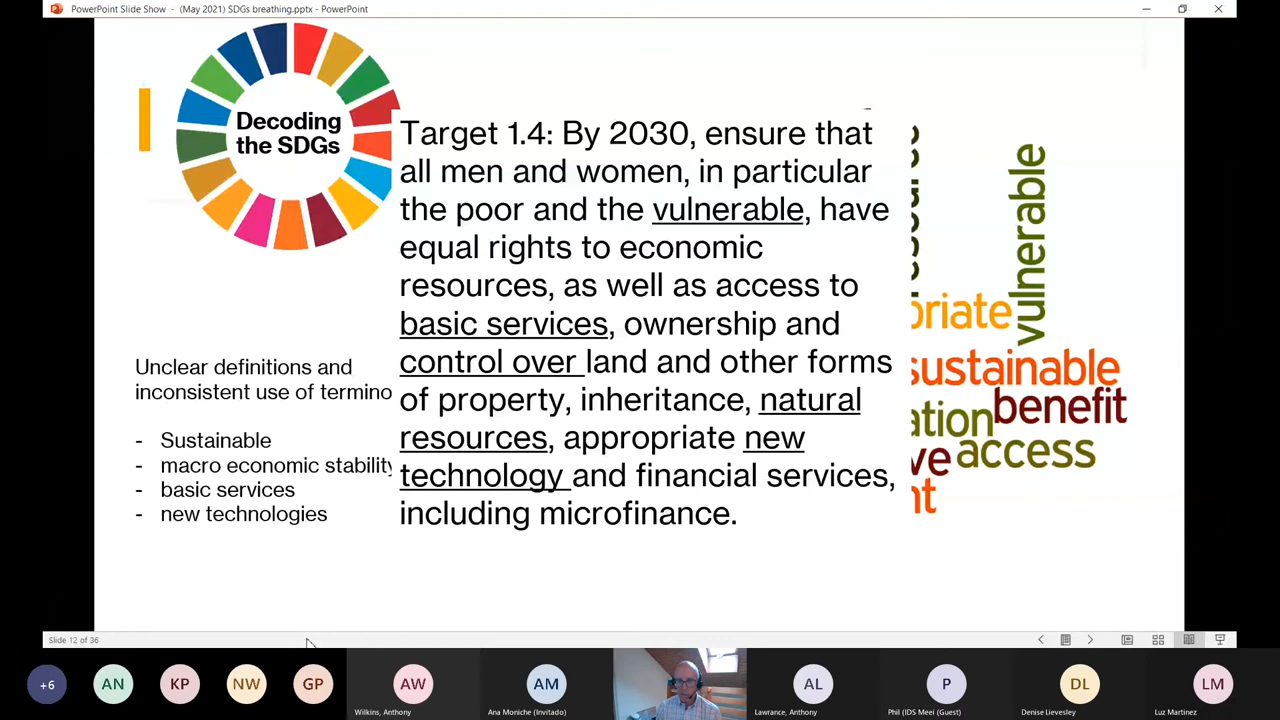 PowerPoint Slide Show - (May 2021) SDGs breathing.pptx - PowerPoint
Decoding
the SDGs
Target 1.4: By 2030, ensure that
all men and women, in particular
the poor and the vulnerable, have
equal rights to economic
resources, as well as access to
basic services, ownership and
control over land and other forms
of property, inheritance, natural
resources, appropriate new
technology and financial services,
including microfinance.
Unclear definitions and
inconsistent use of termino
- Sustainable
- macro economic stability
- basic services
- new technologies
vulnerable
priate
sustainable
ation
benefit
ve
access
nt
Slide 12 of 36
+6
AN
KP
NW
GP
AW
Wilkins, Anthony
AM
Ana Moniche (Invitado)
AL
Lawrance, Anthony
P
Phil (IDS Meei (Guest)
DL
Denise Lievesley
LM
Luz Martinez